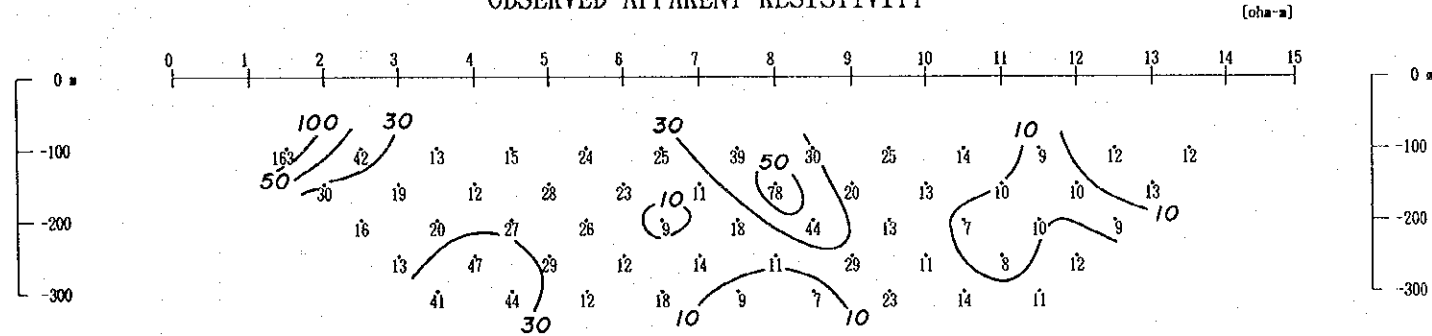 OBSERVED APPARENT RESISTIVITY
[ohm-m]
0 1 2 3 4 5 6 7 8 9 10 11 12 13 14 15
0 m 0 m
100 30 30 10
-100 163 42 13 15 24 25 39 30 25 14 9 12 12 -100
50 50
30 19 12 28 23 11 78 20 13 10 10 13
10 10
-200 16 20 27 26 9 18 44 13 7 10 9 -200
13 47 29 12 14 11 29 11 8 12
-300 41 44 12 18 9 7 23 14 11 -300
30 10 10